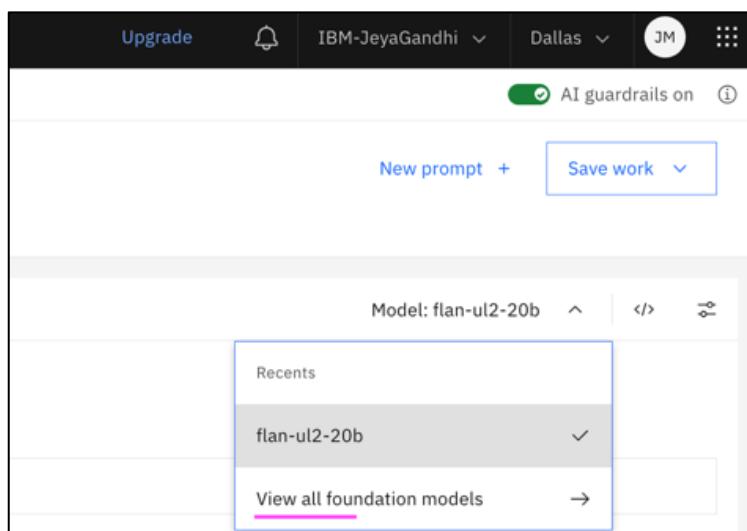 Upgrade IBM-JeyaGandhi Dallas JM
AI guardrails on
New prompt + Save work
Model: flan-ul2-20b </>
Recents
flan-ul2-20b
View all foundation models